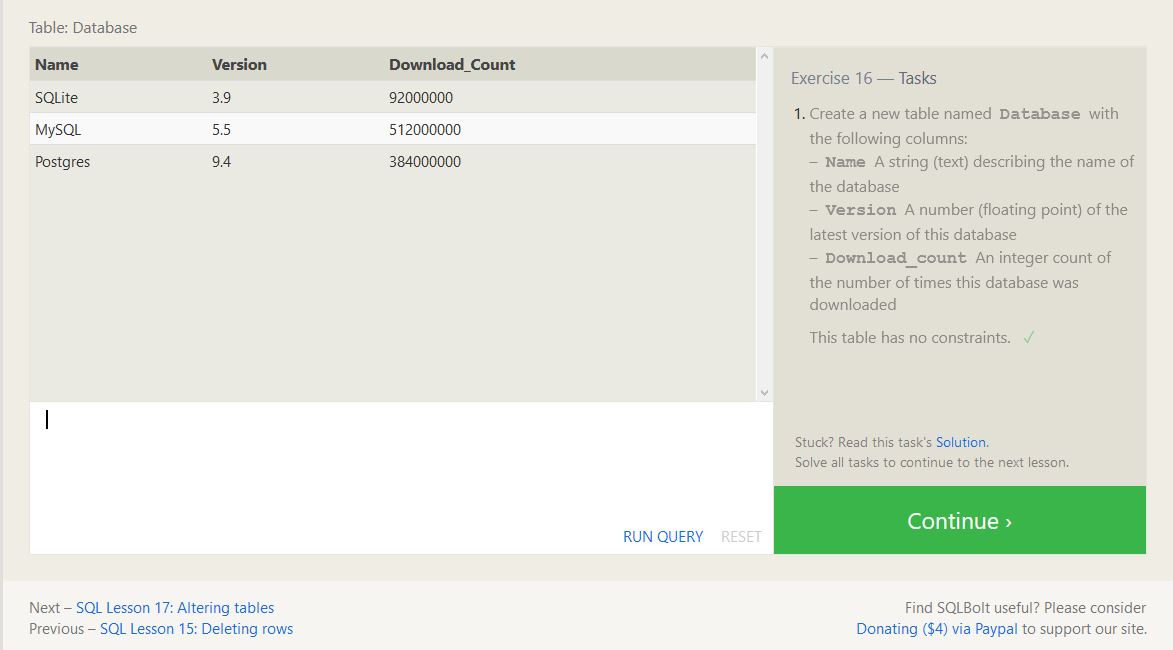 Table: Database
Name Version Download_Count
SQLite 3.9 92000000
MySQL 5.5 512000000
Postgres 9.4 384000000
RUN QUERY RESET
Exercise 16 — Tasks
1. Create a new table named Database with
the following columns:
– Name A string (text) describing the name of
the database
– Version A number (floating point) of the
latest version of this database
– Download_count An integer count of
the number of times this database was
downloaded
This table has no constraints. ✓
Stuck? Read this task's Solution.
Solve all tasks to continue to the next lesson.
Continue ›
Next – SQL Lesson 17: Altering tables
Previous – SQL Lesson 15: Deleting rows
Find SQLBolt useful? Please consider
Donating ($4) via Paypal to support our site.